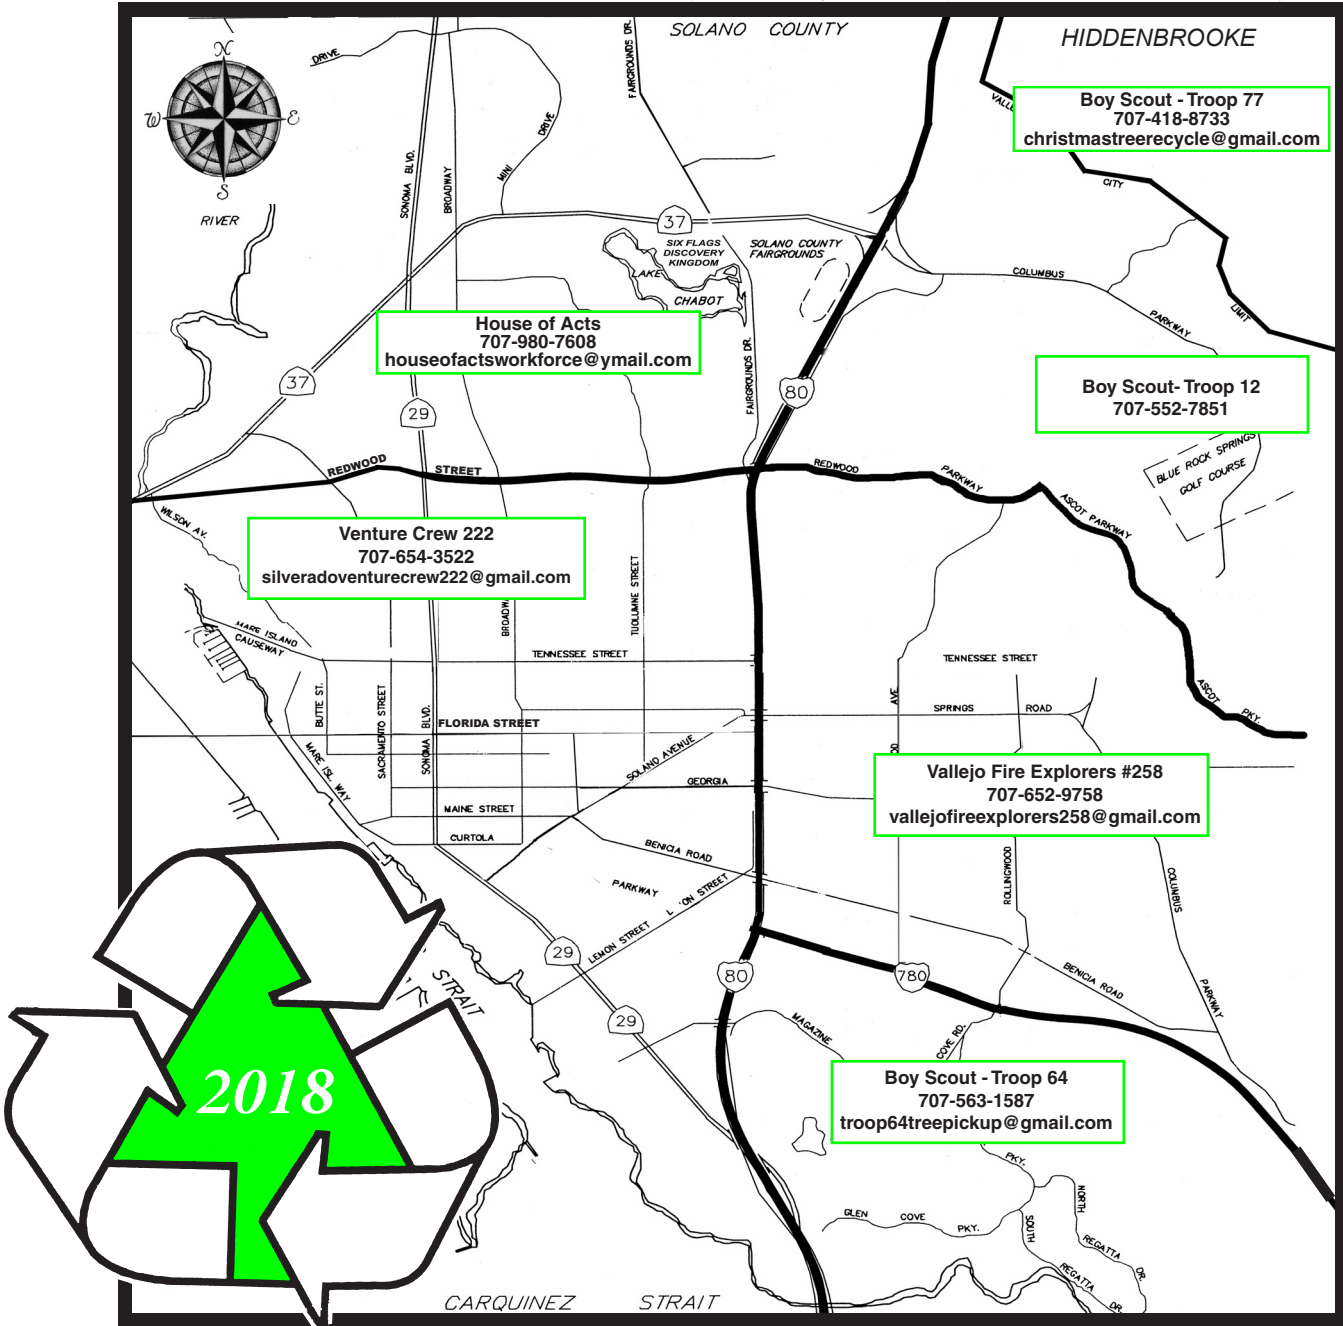 SOLANO COUNTY
HIDDENBROOKE
N
W
E
S
DRIVE
FAIRGROUNDS DR.
Boy Scout - Troop 77
707-418-8733
christmastreerecycle@gmail.com
CITY
LIMIT
SONOMA BLVD.
BROADWAY
MINI
DRIVE
RIVER
37
SIX FLAGS
DISCOVERY
KINGDOM
SOLANO COUNTY
FAIRGROUNDS
CHABOT
COLUMBUS
PARKWAY
House of Acts
707-980-7608
houseofactsworkforce@ymail.com
FAIRGROUNDS DR.
37
29
80
Boy Scout- Troop 12
707-552-7851
BLUE ROCK SPRINGS
GOLF COURSE
REDWOOD
STREET
REDWOOD
PARKWAY
ASCOT PARKWAY
WILSON AV.
Venture Crew 222
707-654-3522
silveradoventurecrew222@gmail.com
TUOLUMNE STREET
MARE ISLAND
CAUSEWAY
TENNESSEE STREET
TENNESSEE STREET
BUTTE ST.
SACRAMENTO STREET
SONOMA BLVD.
FLORIDA STREET
AVE
SPRINGS
ROAD
ASCOT
PKY.
MARE ISL. WAY
SOLANO AVENUE
GEORGIA
Vallejo Fire Explorers #258
707-652-9758
vallejofireexplorers258@gmail.com
MAINE STREET
CURTOLA
BENICIA ROAD
PARKWAY
LEMON STREET
ROLLINGWOOD
COLUMBUS
PARKWAY
29
80
780
BENICIA ROAD
STRAIT
29
MAGAZINE
COVE RD.
2018
Boy Scout - Troop 64
707-563-1587
troop64treepickup@gmail.com
PKY.
GLEN
COVE
PKY.
SOUTH
NORTH
REGATTA
DR.
REGATTA
DR.
CARQUINEZ
STRAIT